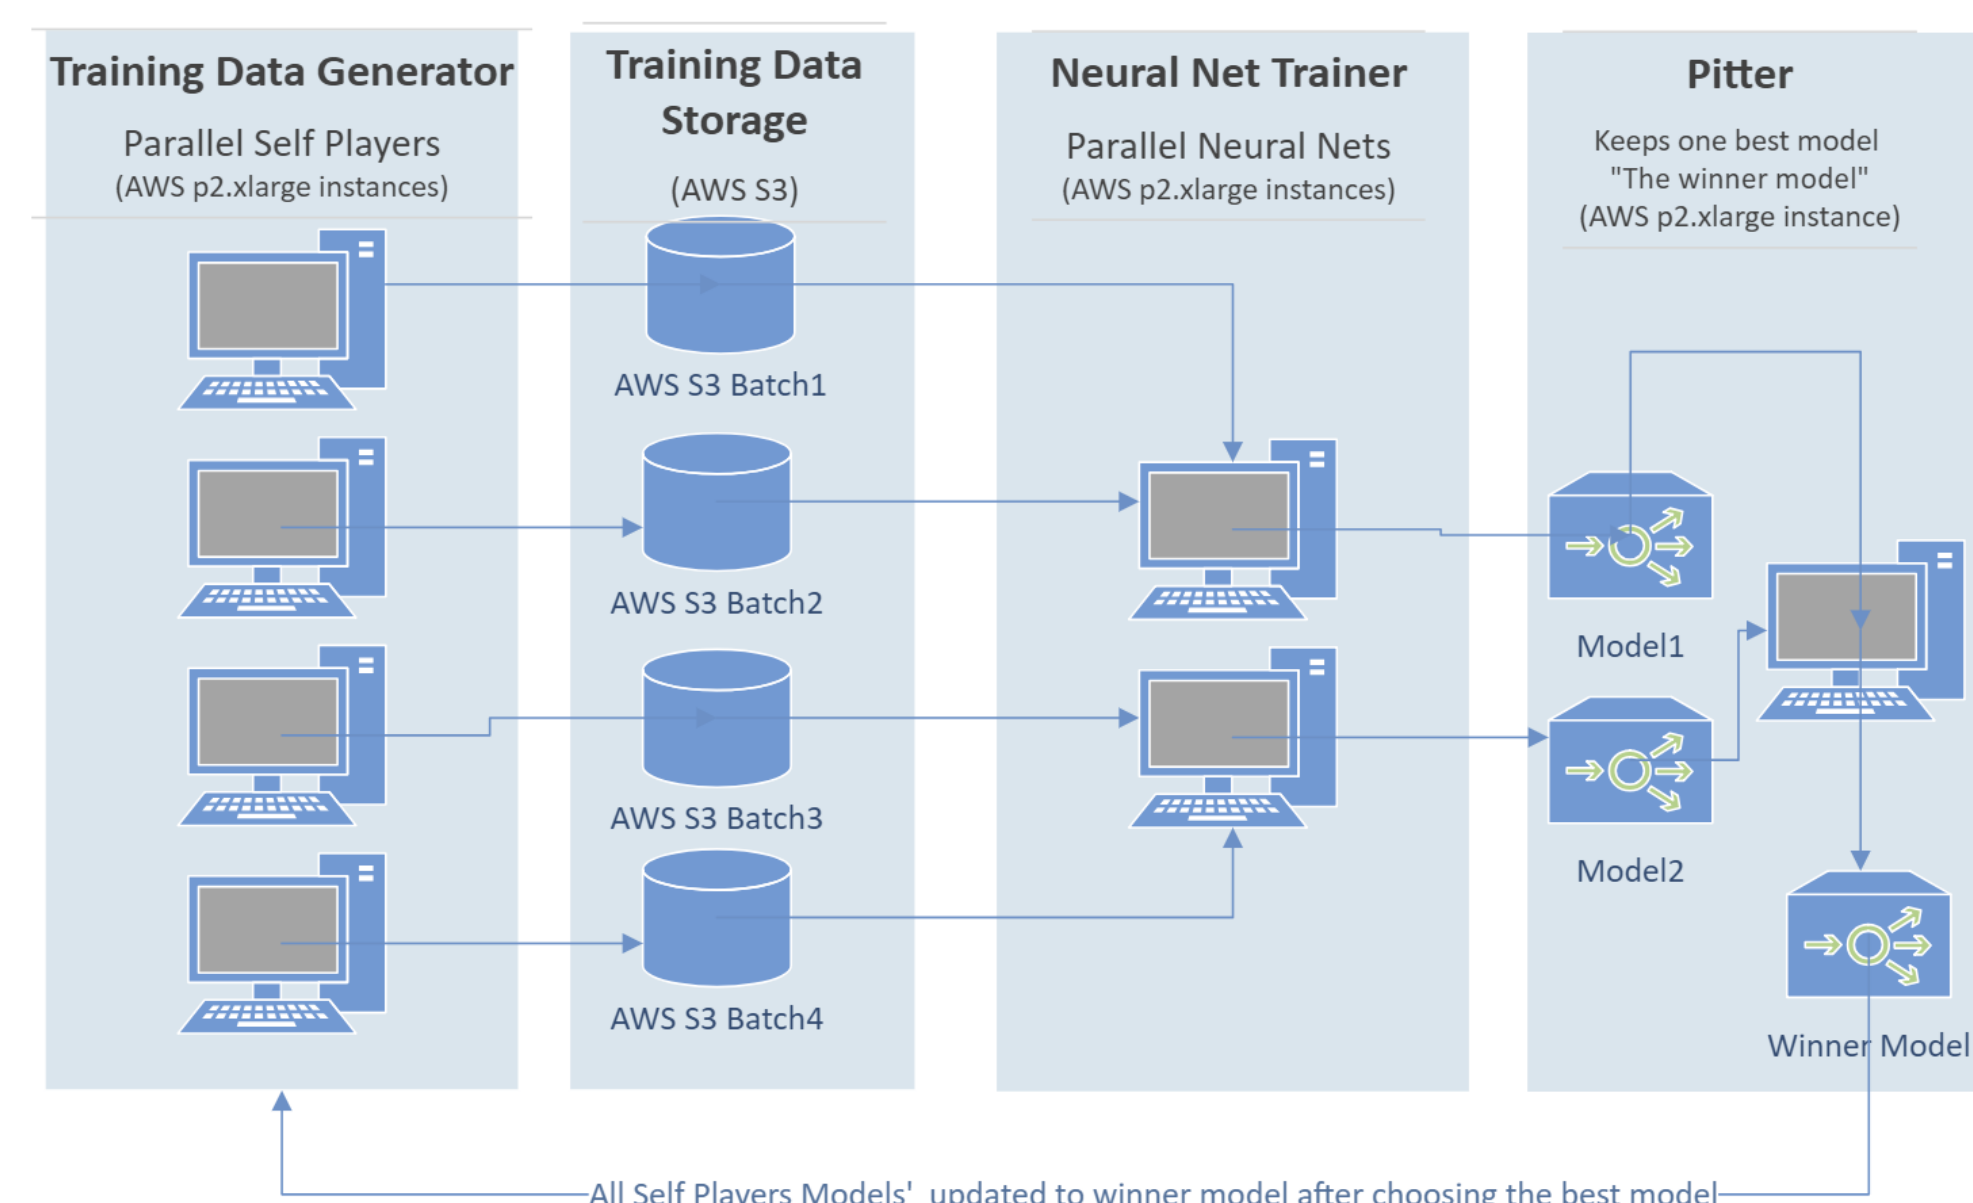 Training Data Generator
Parallel Self Players
(AWS p2.xlarge instances)
Training Data
Storage
(AWS S3)
AWS S3 Batch1
AWS S3 Batch2
AWS S3 Batch3
AWS S3 Batch4
Neural Net Trainer
Parallel Neural Nets
(AWS p2.xlarge instances)
Pitter
Keeps one best model
"The winner model"
(AWS p2.xlarge instance)
Model1
Model2
Winner Model
All Self Players Models'  updated to winner model after choosing the best model